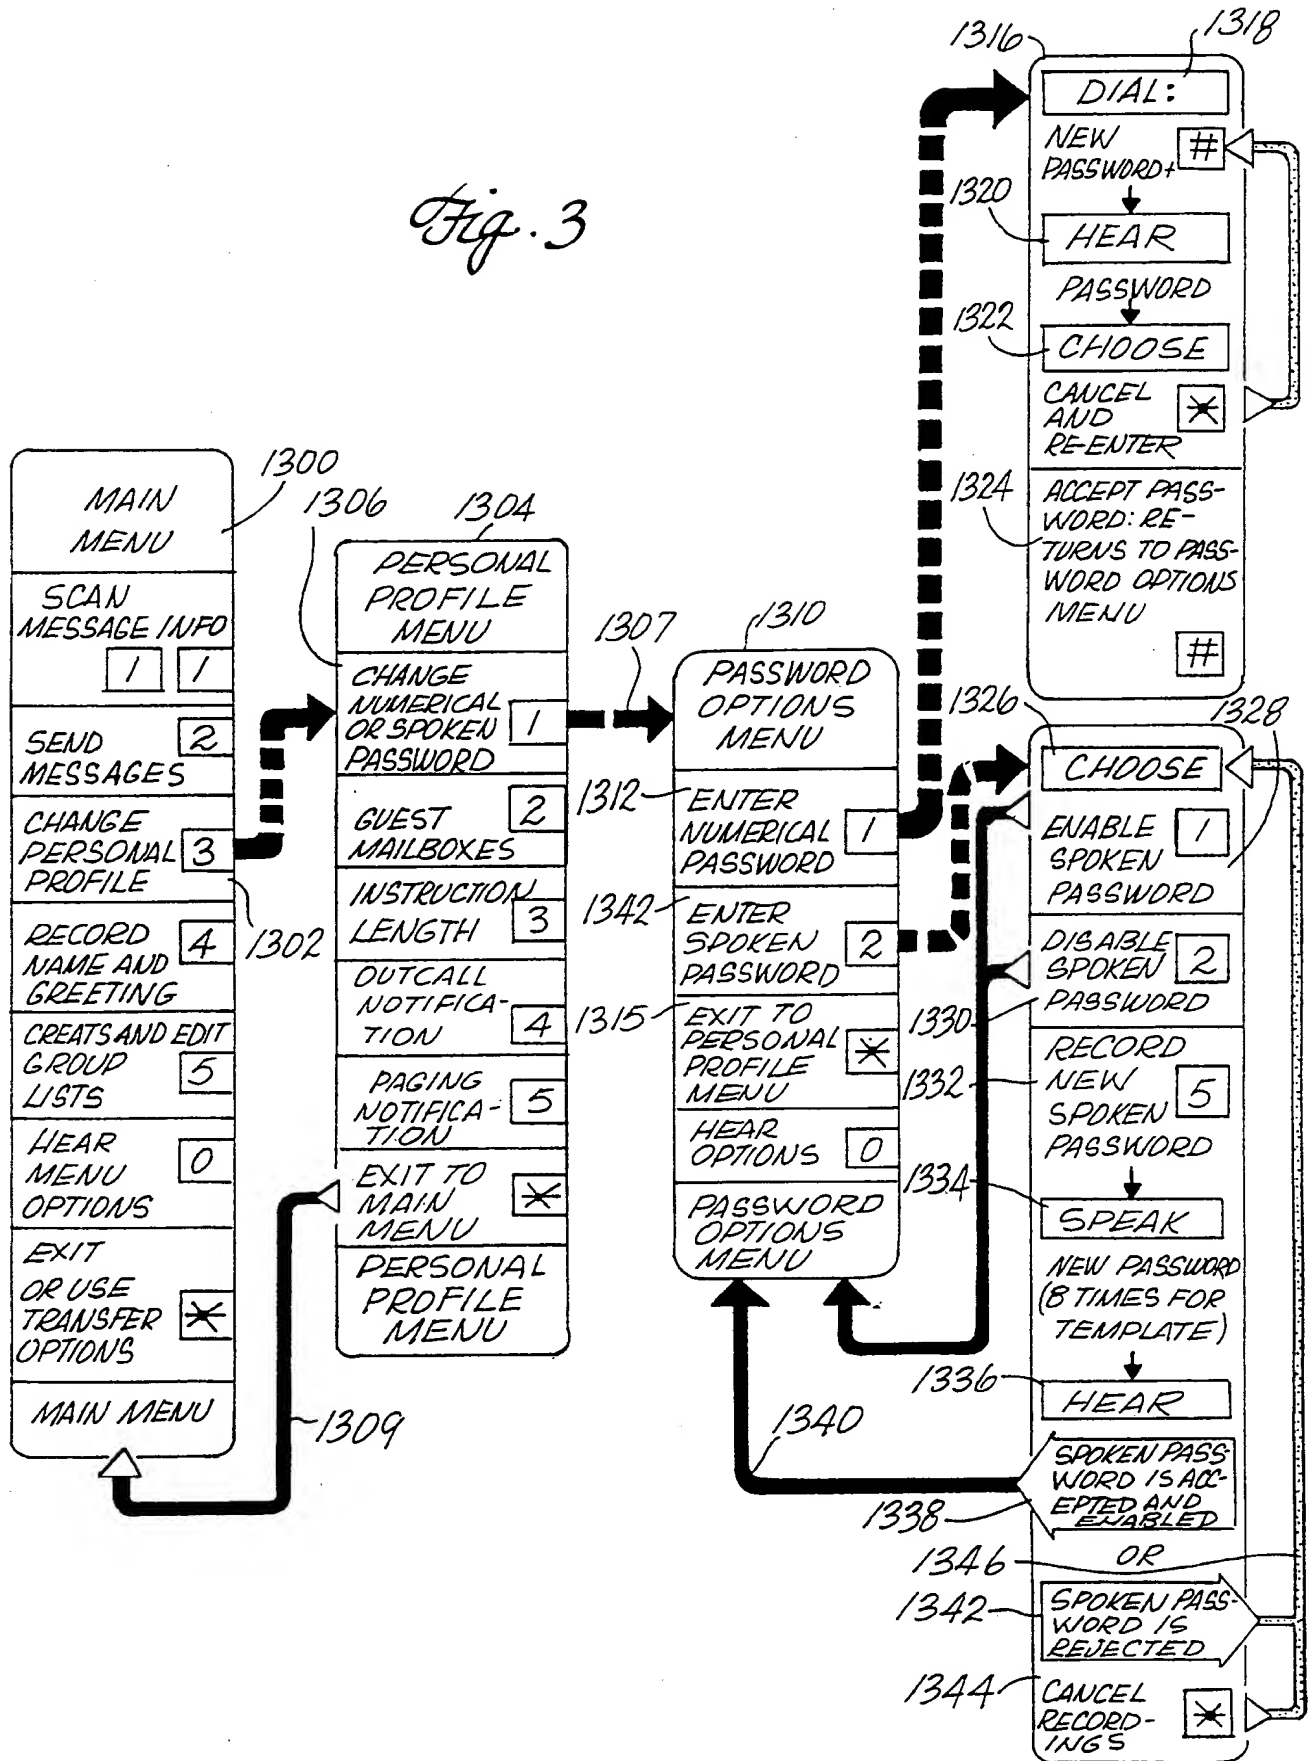 Fig. 3
1300
MAIN
MENU
SCAN
MESSAGE INFO
1 1
SEND
MESSAGES
2
CHANGE
PERSONAL
PROFILE
3
1302
RECORD
NAME AND
GREETING
4
CREATS AND EDIT
GROUP
LISTS
5
HEAR
MENU
OPTIONS
0
EXIT
OR USE
TRANSFER
OPTIONS
*
MAIN MENU
1309
1304
1306
PERSONAL
PROFILE
MENU
CHANGE
NUMERICAL
OR SPOKEN
PASSWORD
1
1307
GUEST
MAILBOXES
2
INSTRUCTION
LENGTH
3
OUTCALL
NOTIFICA-
TION
4
PAGING
NOTIFICA-
TION
5
EXIT TO
MAIN
MENU
*
PERSONAL
PROFILE
MENU
1310
PASSWORD
OPTIONS
MENU
1312
ENTER
NUMERICAL
PASSWORD
1
1342
ENTER
SPOKEN
PASSWORD
2
1315
EXIT TO
PERSONAL
PROFILE
MENU
*
HEAR
OPTIONS
0
PASSWORD
OPTIONS
MENU
1340
1316
1318
DIAL:
NEW
PASSWORD+
#
1320
HEAR
PASSWORD
1322
CHOOSE
CANCEL
AND
RE-ENTER
*
1324
ACCEPT PASS-
WORD: RE-
TURNS TO PASS-
WORD OPTIONS
MENU
#
1326
1328
CHOOSE
ENABLE
SPOKEN
PASSWORD
1
1330
DISABLE
SPOKEN
PASSWORD
2
1332
RECORD
NEW
SPOKEN
PASSWORD
5
1334
SPEAK
NEW PASSWORD
(8 TIMES FOR
TEMPLATE)
1336
HEAR
1338
SPOKEN PASS-
WORD IS ACC-
EPTED AND
ENABLED
1346
OR
1342
SPOKEN PASS-
WORD IS
REJECTED
1344
CANCEL
RECORD-
INGS
*